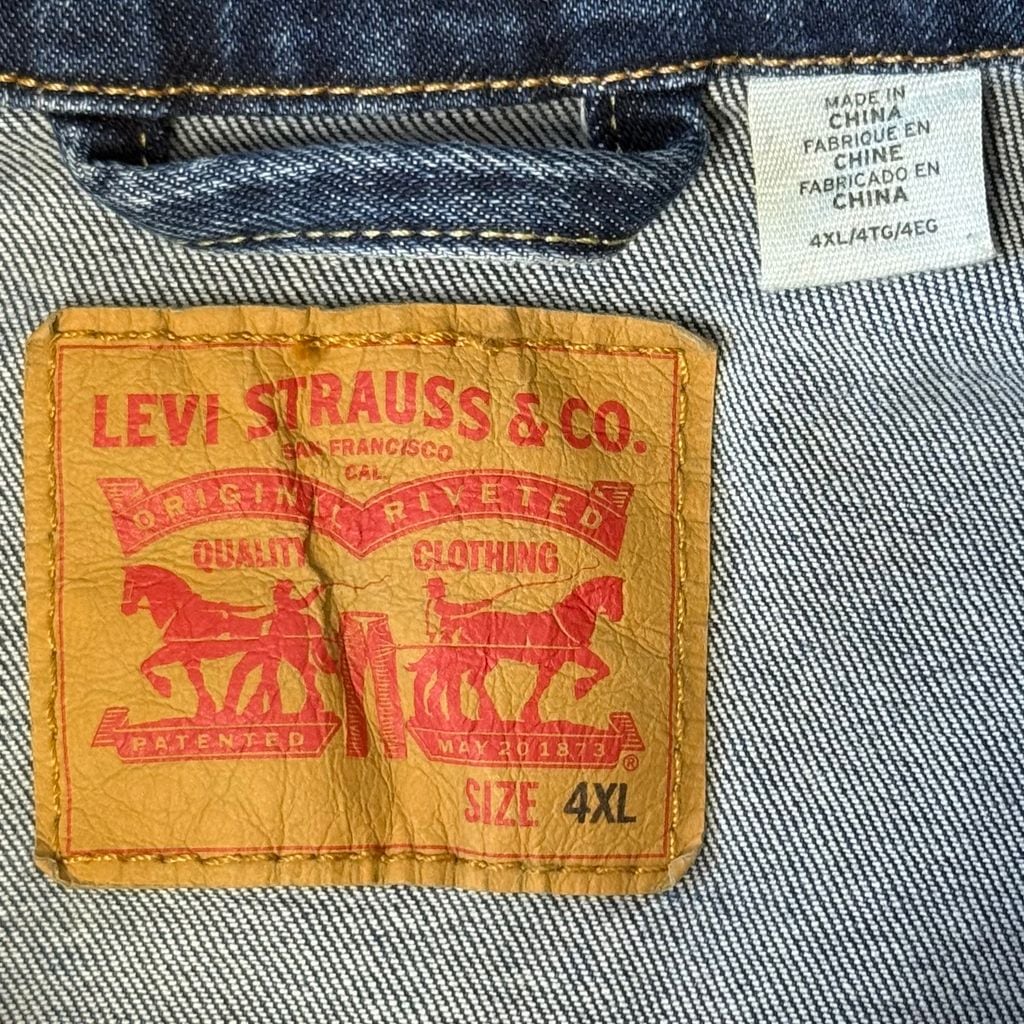 MADE IN
CHINA
FABRIQUE EN
CHINE
FABRICADO EN
CHINA
4XL/4TG/4EG
LEVI STRAUSS & CO.
SAN FRANCISCO
CAL.
ORIGINAL RIVETED
QUALITY CLOTHING
PATENTED MAY 20 1873 ®
SIZE 4XL